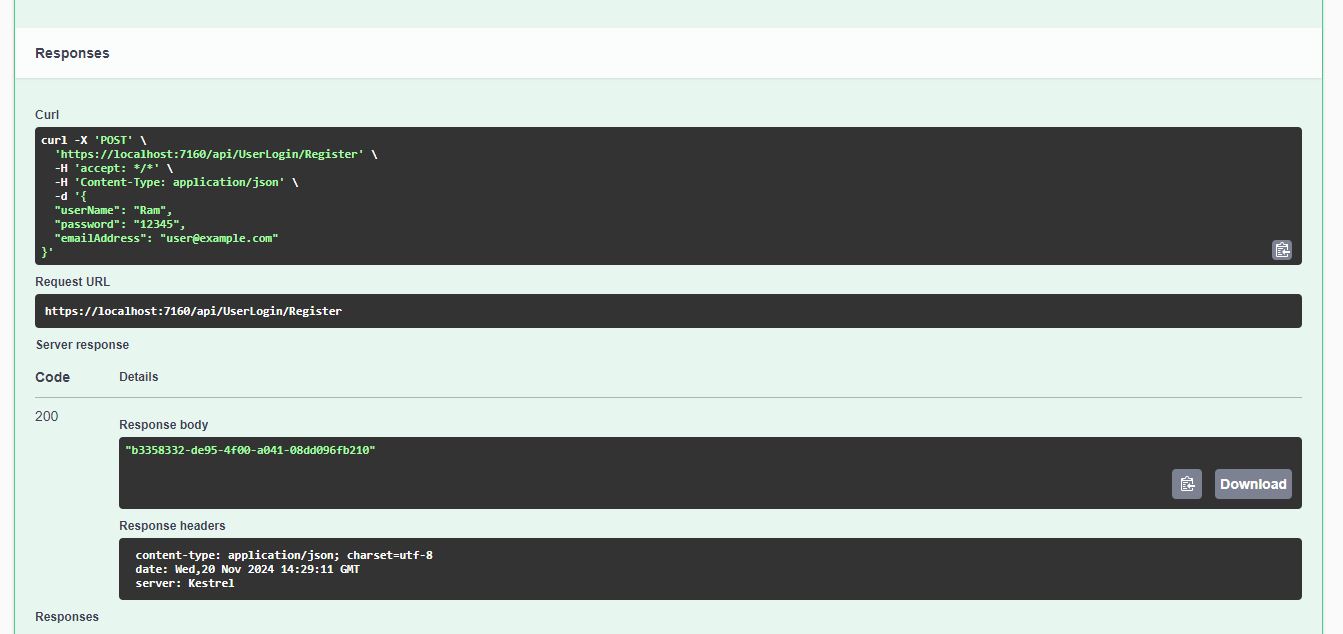 Responses
Curl
curl -X 'POST' \
  'https://localhost:7160/api/UserLogin/Register' \
  -H 'accept: */*' \
  -H 'Content-Type: application/json' \
  -d '{
  "userName": "Ram",
  "password": "12345",
  "emailAddress": "user@example.com"
}'
Request URL
https://localhost:7160/api/UserLogin/Register
Server response
Code Details
200
Response body
"b3358332-de95-4f00-a041-08dd096fb210"
Download
Response headers
content-type: application/json; charset=utf-8
date: Wed,20 Nov 2024 14:29:11 GMT
server: Kestrel
Responses